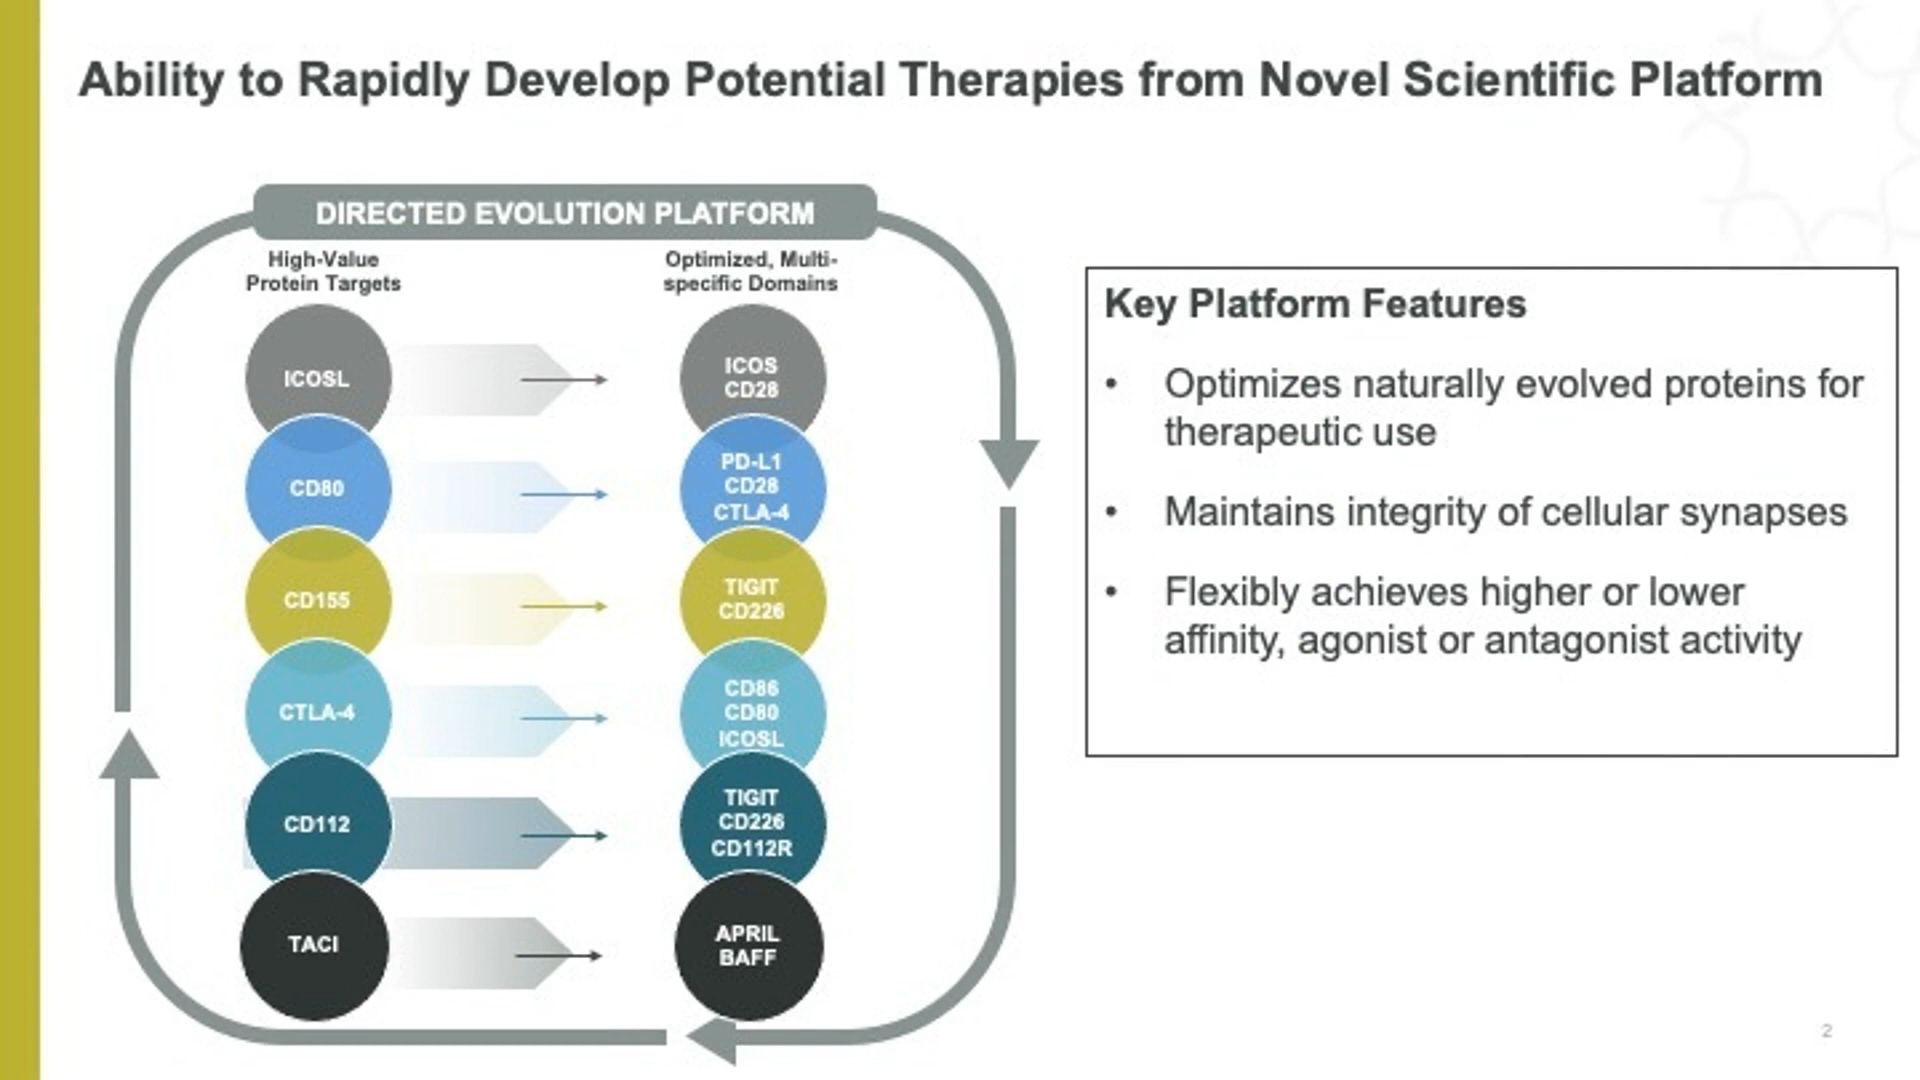 Ability to Rapidly Develop Potential Therapies from Novel Scientific Platform
DIRECTED EVOLUTION PLATFORM
High-Value
Protein Targets
Optimized, Multi-
specific Domains
ICOSL
ICOS
CD28
CD80
PD-L1
CD28
CTLA-4
CD155
TIGIT
CD226
CTLA-4
CD86
CD80
ICOSL
CD112
TIGIT
CD226
CD112R
TACI
APRIL
BAFF
Key Platform Features
• Optimizes naturally evolved proteins for
therapeutic use
• Maintains integrity of cellular synapses
• Flexibly achieves higher or lower
affinity, agonist or antagonist activity
2